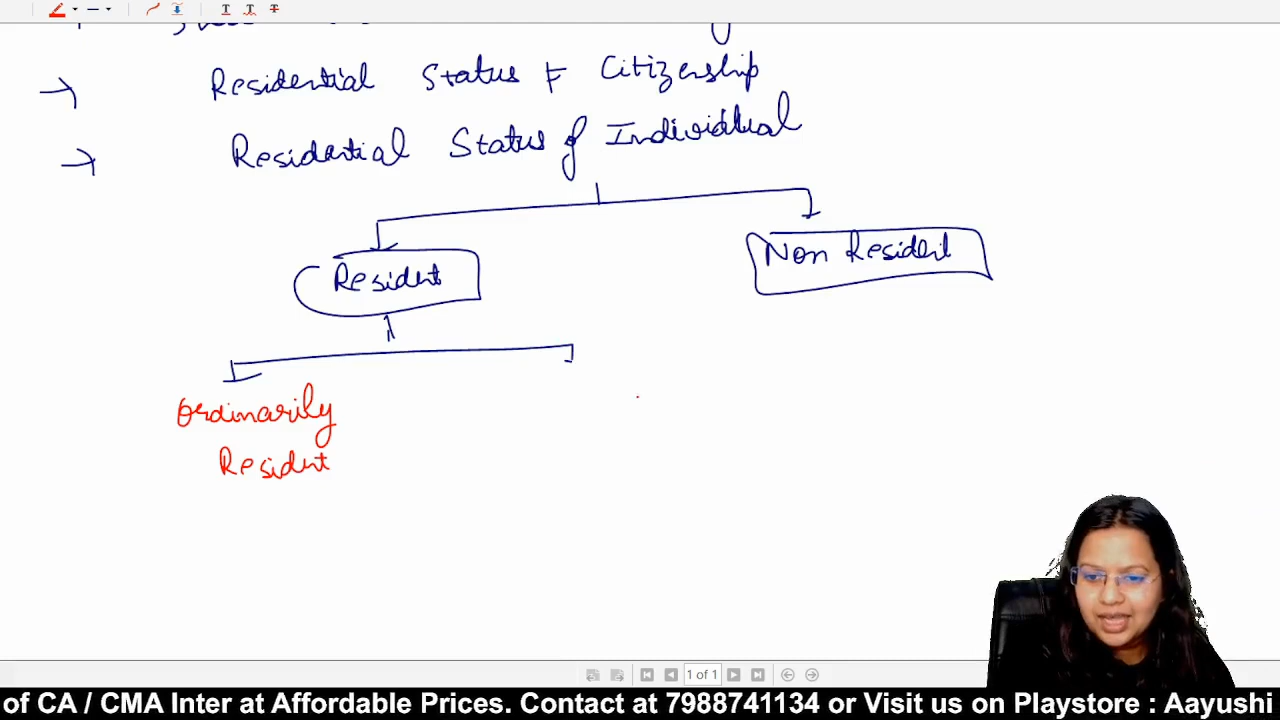 → Residential Status ≠ Citizenship
→ Residential Status of Individual
Resident
Non Resident
Ordinarily
Resident
1 of 1
of CA / CMA Inter at Affordable Prices. Contact at 7988741134 or Visit us on Playstore : Aayushi